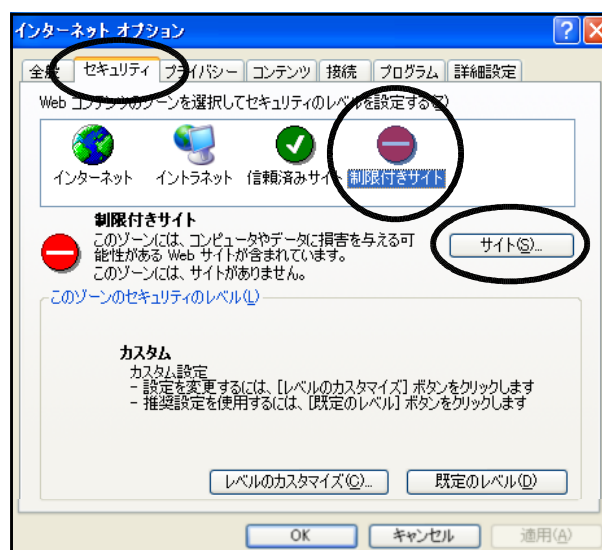 インターネット オプション
全般 セキュリティ プライバシー コンテンツ 接続 プログラム 詳細設定
Web コンテンツのゾーンを選択してセキュリティのレベルを設定する(Z)
インターネット イントラネット 信頼済みサイト 制限付きサイト
制限付きサイト
このゾーンには、コンピュータやデータに損害を与える可
能性がある Web サイトが含まれています。
このゾーンには、サイトがありません。
サイト(S)...
このゾーンのセキュリティのレベル(L)
カスタム
カスタム設定
- 設定を変更するには、[レベルのカスタマイズ] ボタンをクリックします
- 推奨設定を使用するには、[既定のレベル] ボタンをクリックします
レベルのカスタマイズ(C)... 既定のレベル(D)
OK キャンセル 適用(A)